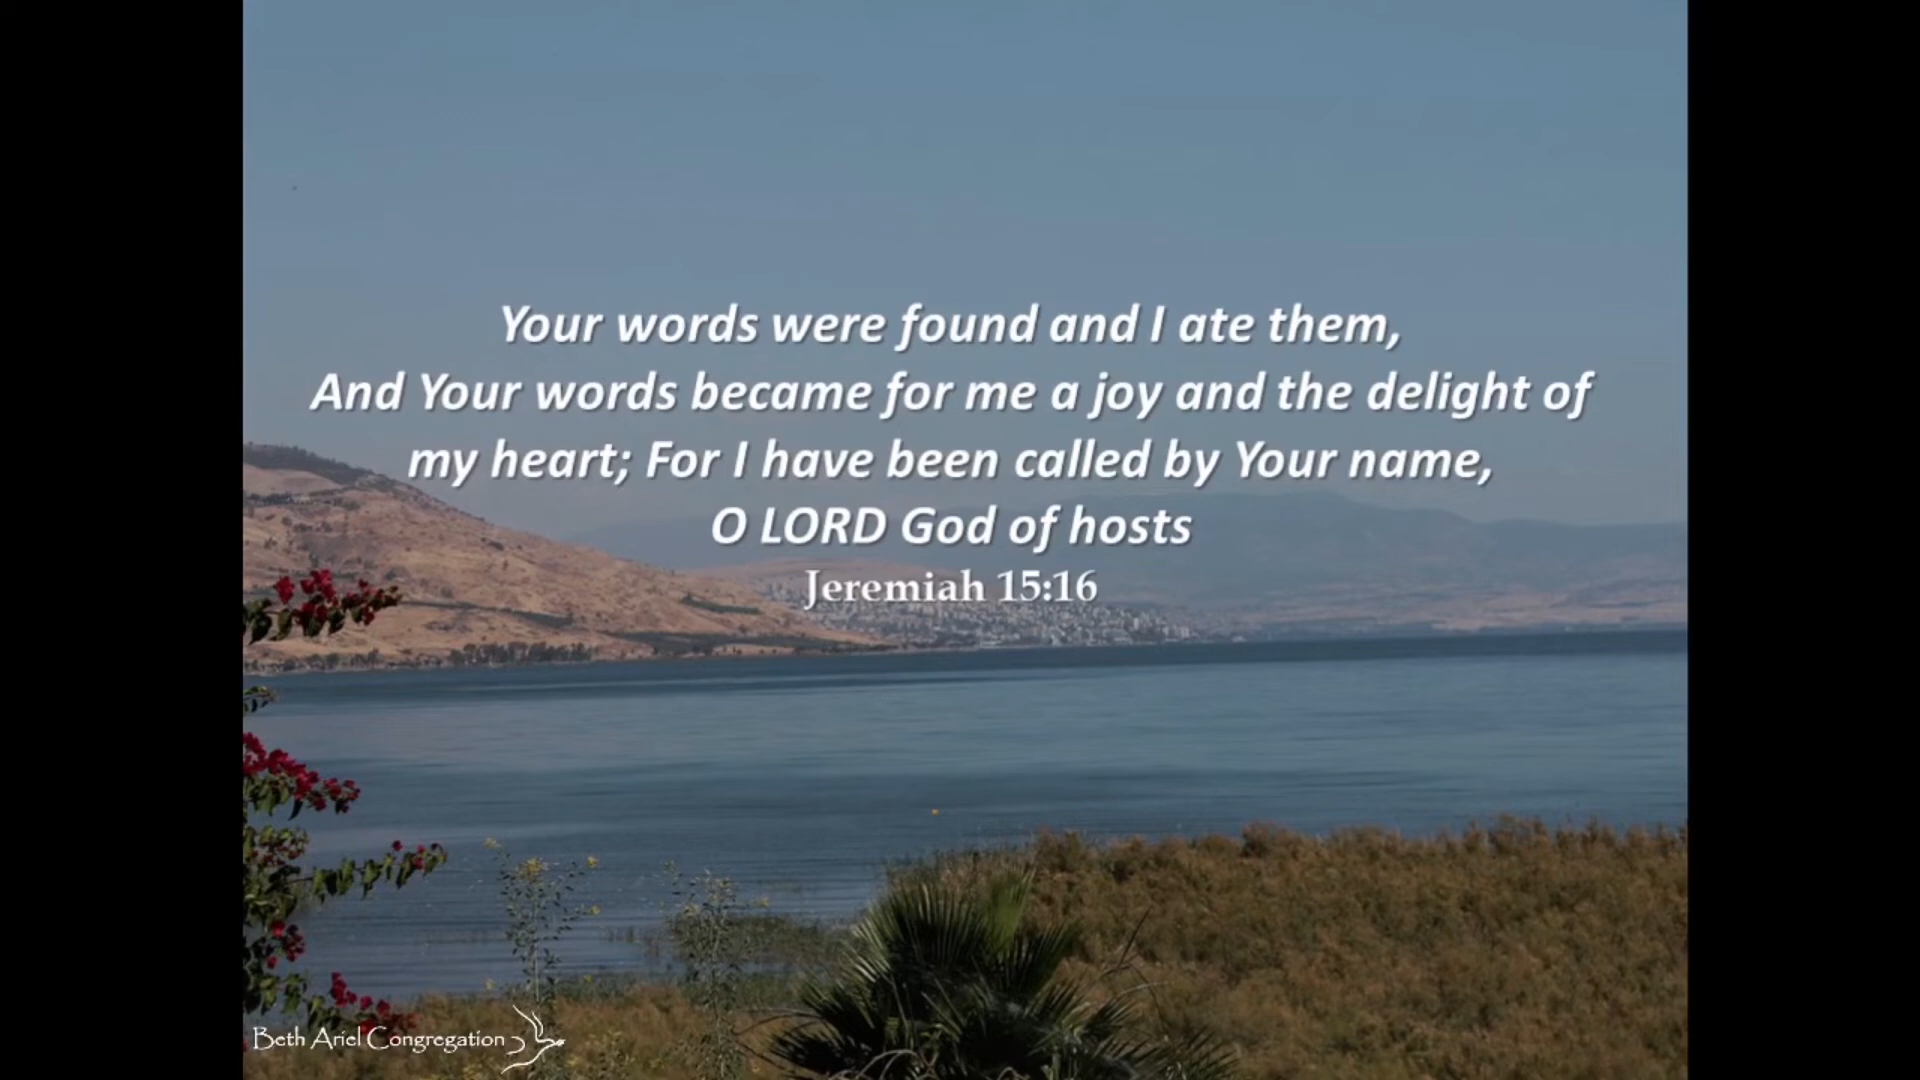 Your words were found and I ate them,
And Your words became for me a joy and the delight of
my heart; For I have been called by Your name,
O LORD God of hosts
Jeremiah 15:16
Beth Ariel Congregation